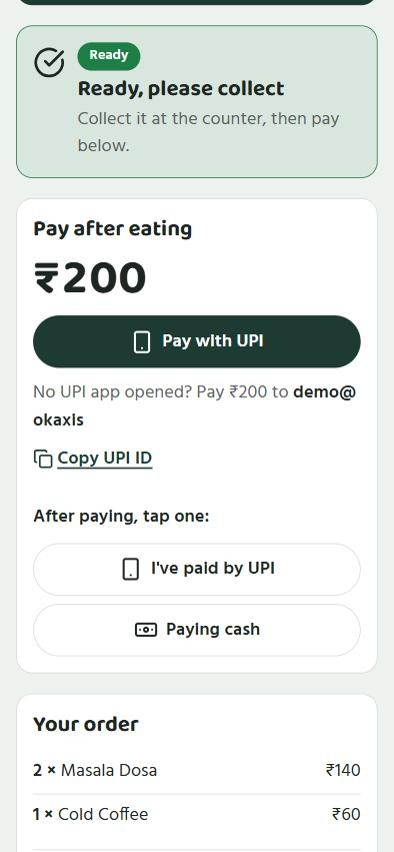 Ready
Ready, please collect
Collect it at the counter, then pay
below.
Pay after eating
₹200
Pay with UPI
No UPI app opened? Pay ₹200 to demo@
okaxis
Copy UPI ID
After paying, tap one:
I've paid by UPI
Paying cash
Your order
2 × Masala Dosa ₹140
1 × Cold Coffee ₹60